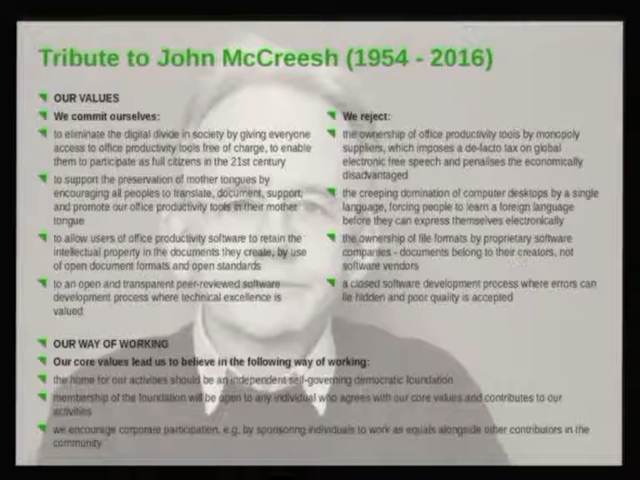 Tribute to John McCreesh (1954 - 2016)
OUR VALUES
We commit ourselves:
to eliminate the digital divide in society by giving everyone
access to office productivity tools free of charge, to enable
them to participate as full citizens in the 21st century
to support the preservation of mother tongues by
encouraging all peoples to translate, document, support,
and promote our office productivity tools in their mother
tongue
to allow users of office productivity software to retain the
intellectual property in the documents they create, by use
of open document formats and open standards
to an open and transparent peer-reviewed software
development process where technical excellence is
valued
We reject:
the ownership of office productivity tools by monopoly
suppliers, which imposes a de-facto tax on global
electronic free speech and penalises the economically
disadvantaged
the creeping domination of computer desktops by a single
language, forcing people to learn a foreign language
before they can express themselves electronically
the ownership of file formats by proprietary software
companies - documents belong to their creators, not
software vendors
a closed software development process where errors can
lie hidden and poor quality is accepted
OUR WAY OF WORKING
Our core values lead us to believe in the following way of working:
the home for our activities should be an independent self-governing democratic foundation
membership of the foundation will be open to any individual who agrees with our core values and contributes to our
activities
we encourage corporate participation, e.g. by sponsoring individuals to work as equals alongside other contributors in the
community